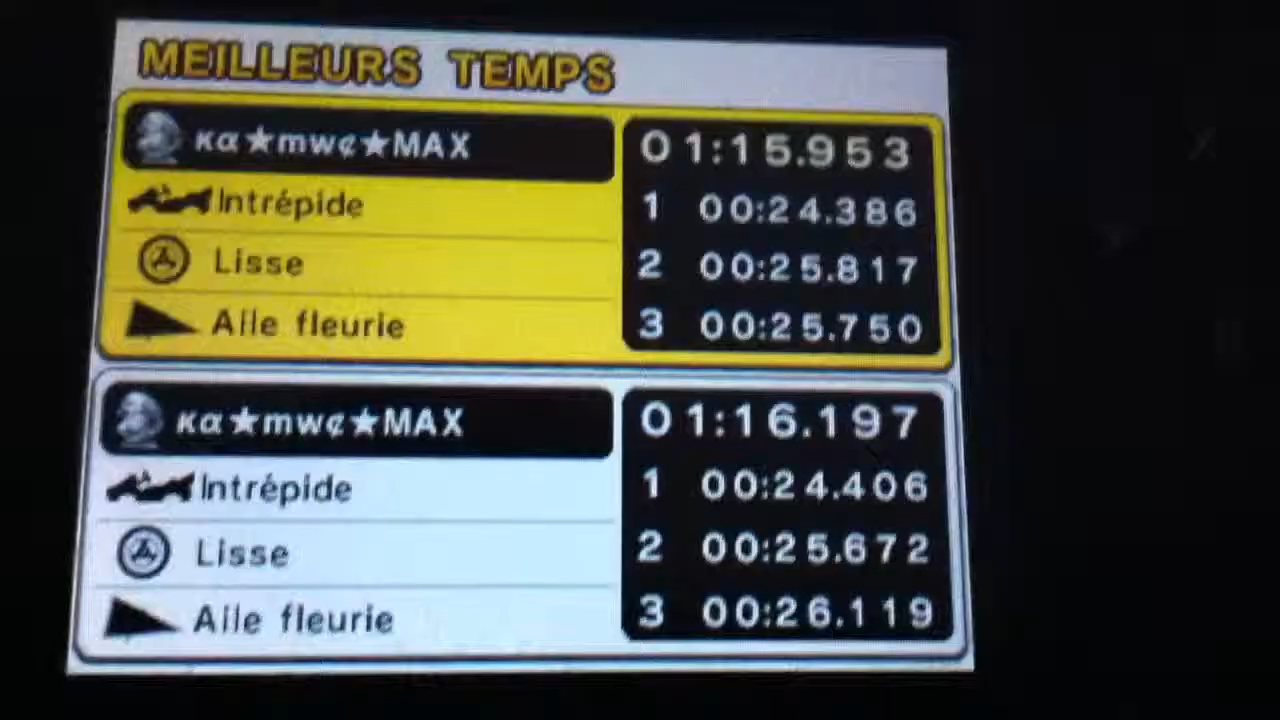 MEILLEURS TEMPS
κα★mw¢★MAX 01:15.953
Intrépide 1 00:24.386
Lisse 2 00:25.817
Aile fleurie 3 00:25.750
κα★mw¢★MAX 01:16.197
Intrépide 1 00:24.406
Lisse 2 00:25.672
Aile fleurie 3 00:26.119